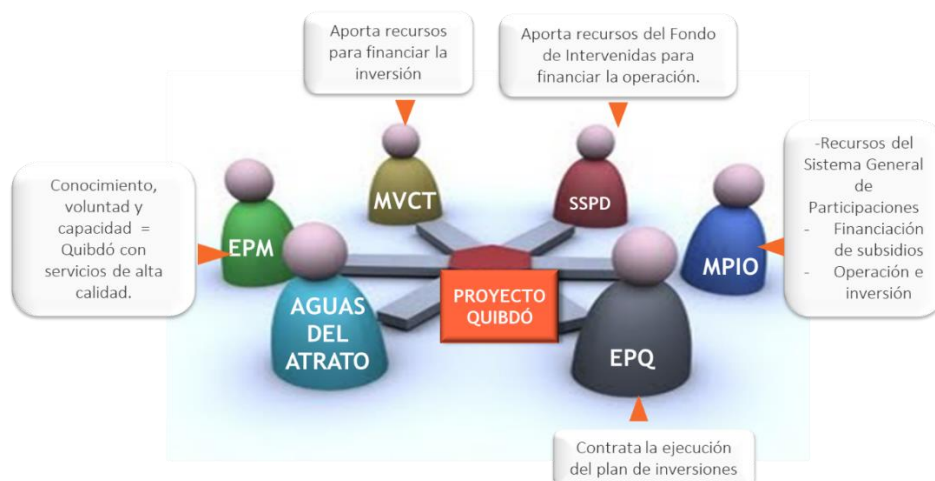 Aporta recursos
para financiar la
inversión
Aporta recursos del Fondo
de Intervenidas para
financiar la operación.
Conocimiento,
voluntad y
capacidad =
Quibdó con
servicios de alta
calidad.
-Recursos del
Sistema General
de
Participaciones
- Financiación
de subsidios
- Operación e
inversión
MVCT
SSPD
EPM
MPIO
AGUAS
DEL
ATRATO
PROYECTO
QUIBDÓ
EPQ
Contrata la ejecución
del plan de inversiones